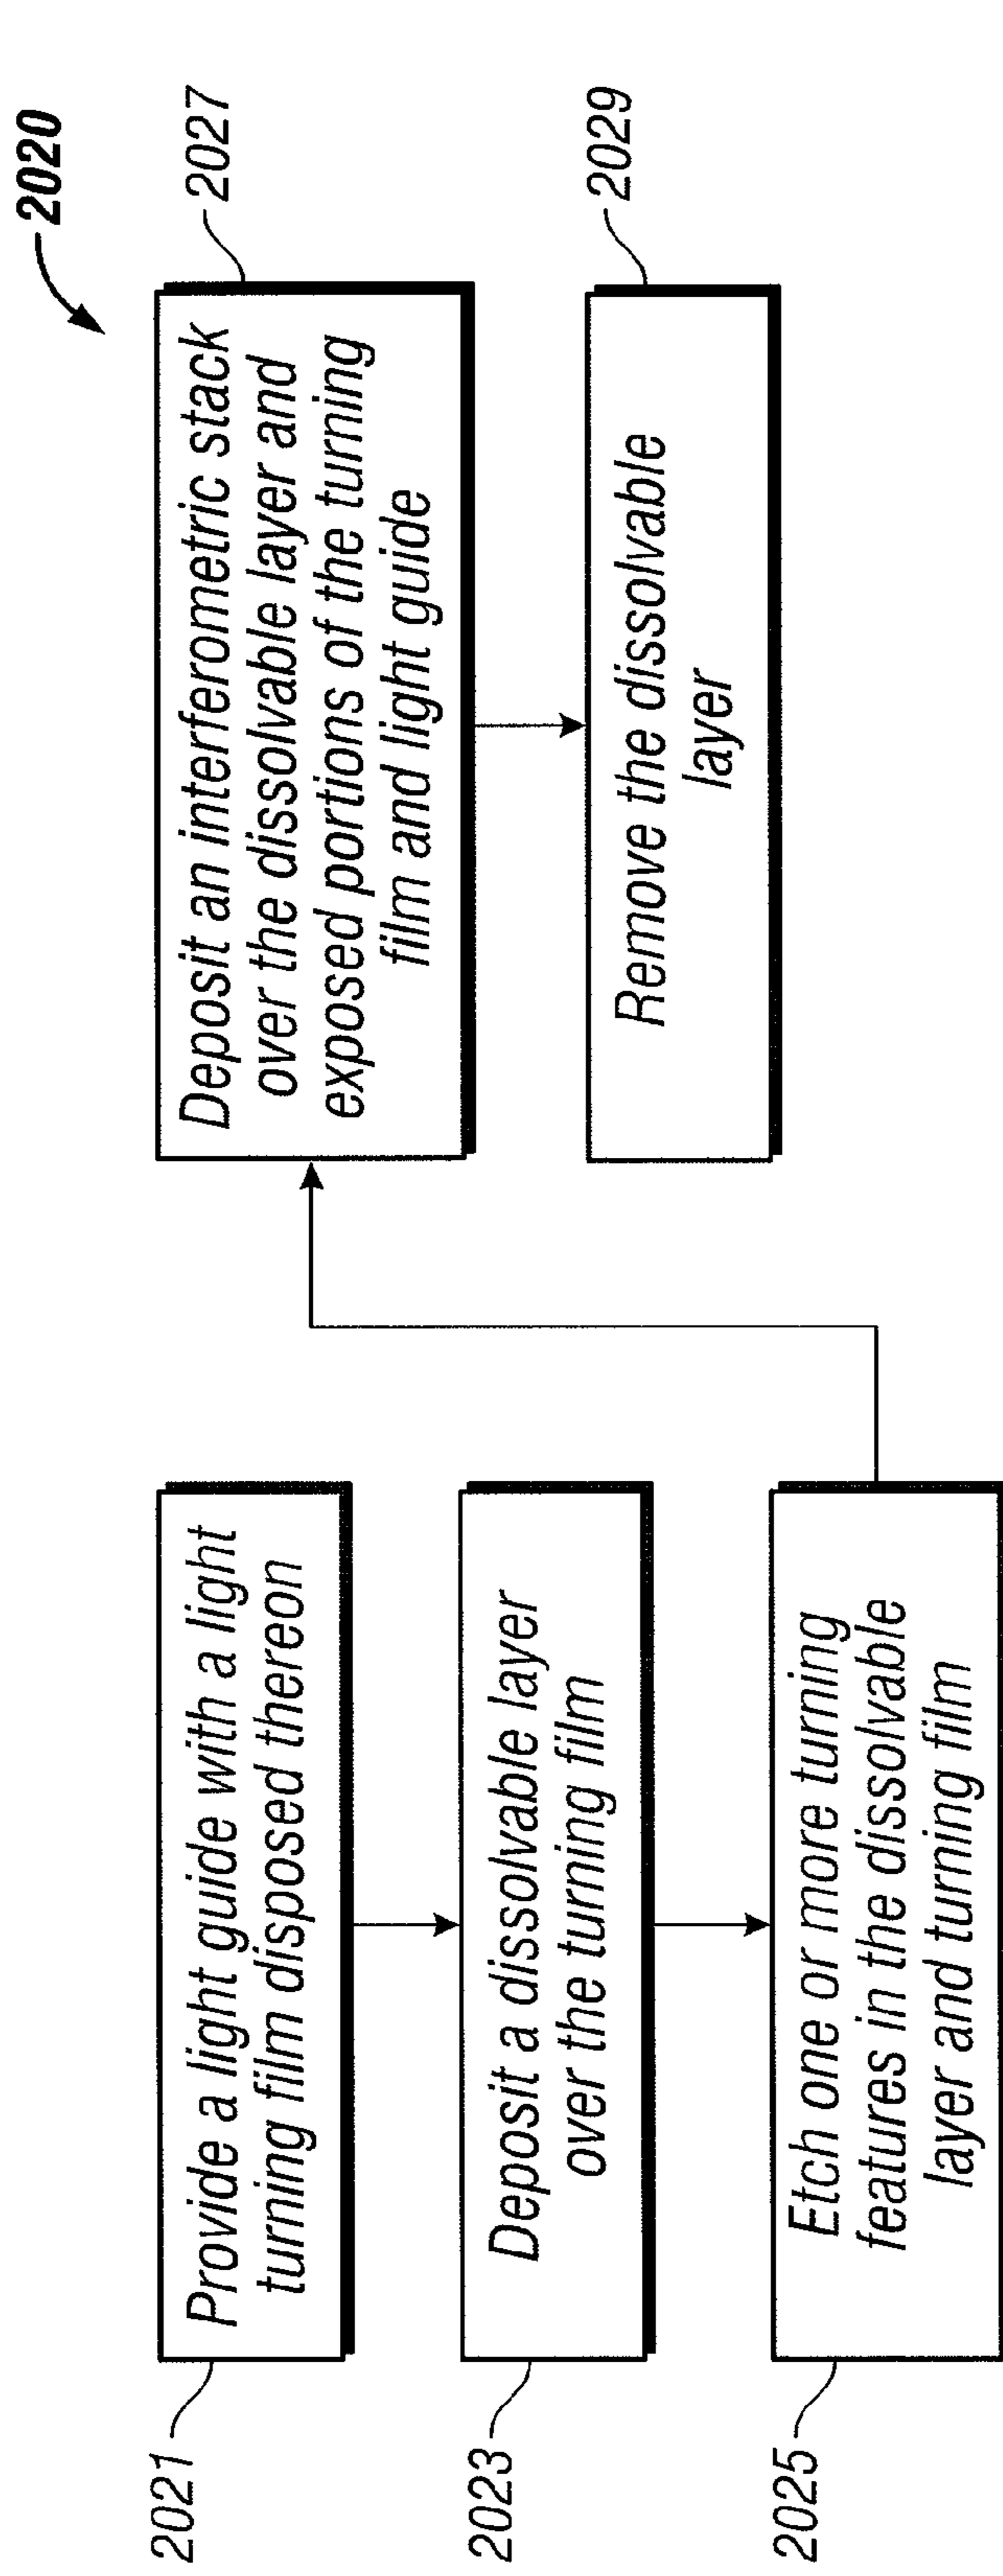 2020
2021
Provide a light guide with a light
turning film disposed thereon
2023
Deposit a dissolvable layer
over the turning film
2025
Etch one or more turning
features in the dissolvable
layer and turning film
2027
Deposit an interferometric stack
over the dissolvable layer and
exposed portions of the turning
film and light guide
2029
Remove the dissolvable
layer